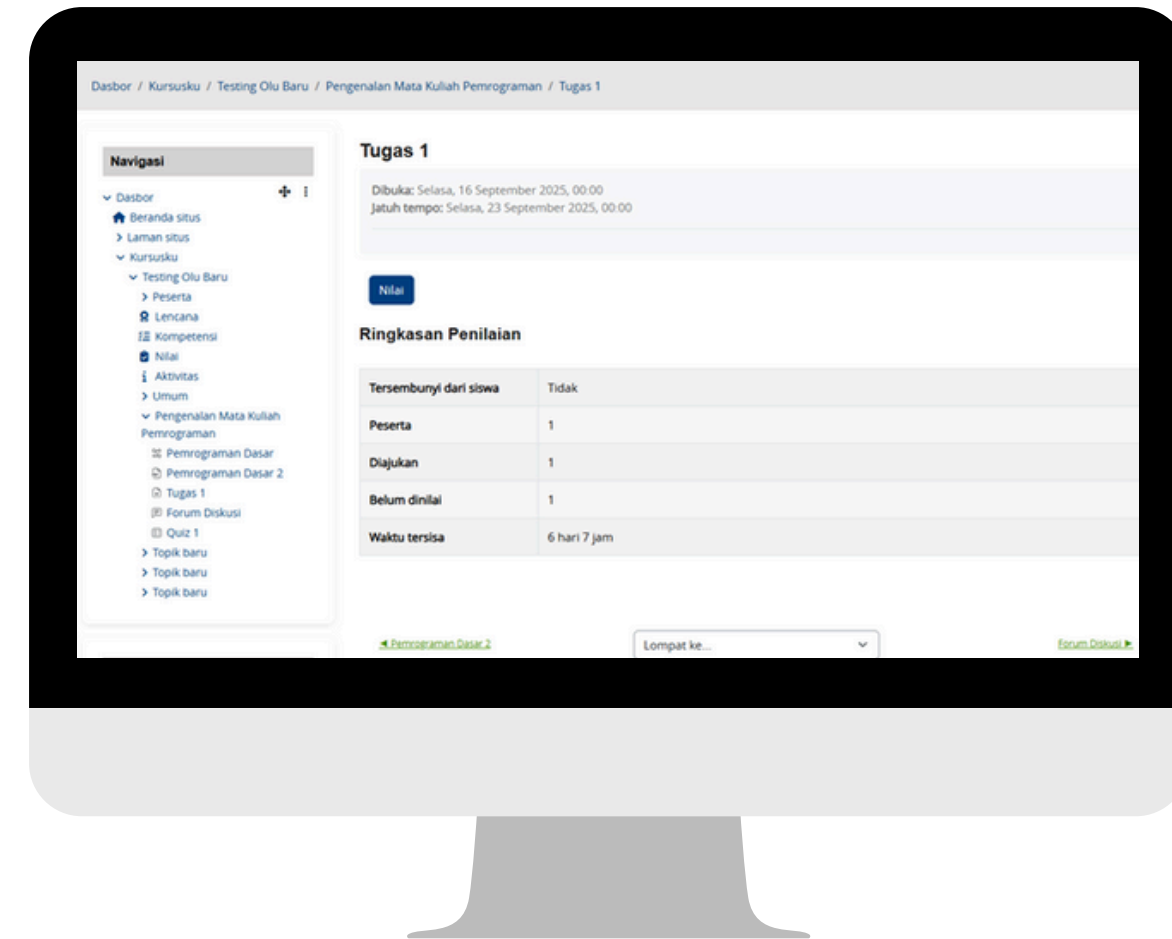 Dasbor / Kursusku / Testing Olu Baru / Pengenalan Mata Kuliah Pemrograman / Tugas 1
Navigasi
Dasbor
Beranda situs
Laman situs
Kursusku
Testing Olu Baru
Peserta
Lencana
Kompetensi
Nilai
Aktivitas
Umum
Pengenalan Mata Kuliah
Pemrograman
Pemrograman Dasar
Pemrograman Dasar 2
Tugas 1
Forum Diskusi
Quiz 1
Topik baru
Topik baru
Topik baru
Tugas 1
Dibuka: Selasa, 16 September 2025, 00:00
Jatuh tempo: Selasa, 23 September 2025, 00:00
Nilai
Ringkasan Penilaian
Tersembunyi dari siswa Tidak
Peserta 1
Diajukan 1
Belum dinilai 1
Waktu tersisa 6 hari 7 jam
◄ Pemrograman Dasar 2 Lompat ke... Forum Diskusi ►